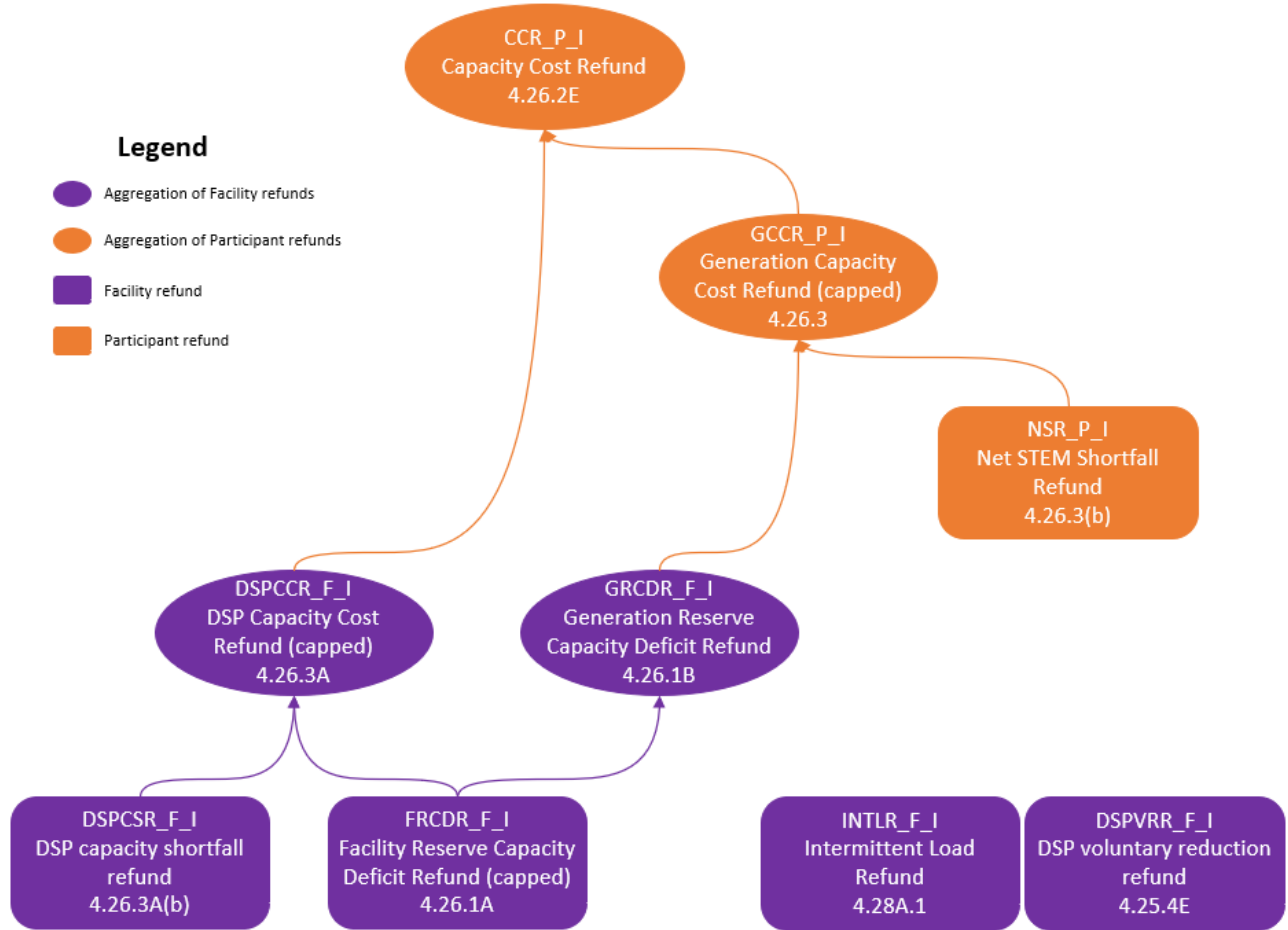 CCR_P_I
Capacity Cost Refund
4.26.2E
Legend
Aggregation of Facility refunds
Aggregation of Participant refunds
Facility refund
Participant refund
GCCR_P_I
Generation Capacity
Cost Refund (capped)
4.26.3
NSR_P_I
Net STEM Shortfall
Refund
4.26.3(b)
DSPCCR_F_I
DSP Capacity Cost
Refund (capped)
4.26.3A
GRCDR_F_I
Generation Reserve
Capacity Deficit Refund
4.26.1B
DSPCSR_F_I
DSP capacity shortfall
refund
4.26.3A(b)
FRCDR_F_I
Facility Reserve Capacity
Deficit Refund (capped)
4.26.1A
INTLR_F_I
Intermittent Load
Refund
4.28A.1
DSPVRR_F_I
DSP voluntary reduction
refund
4.25.4E